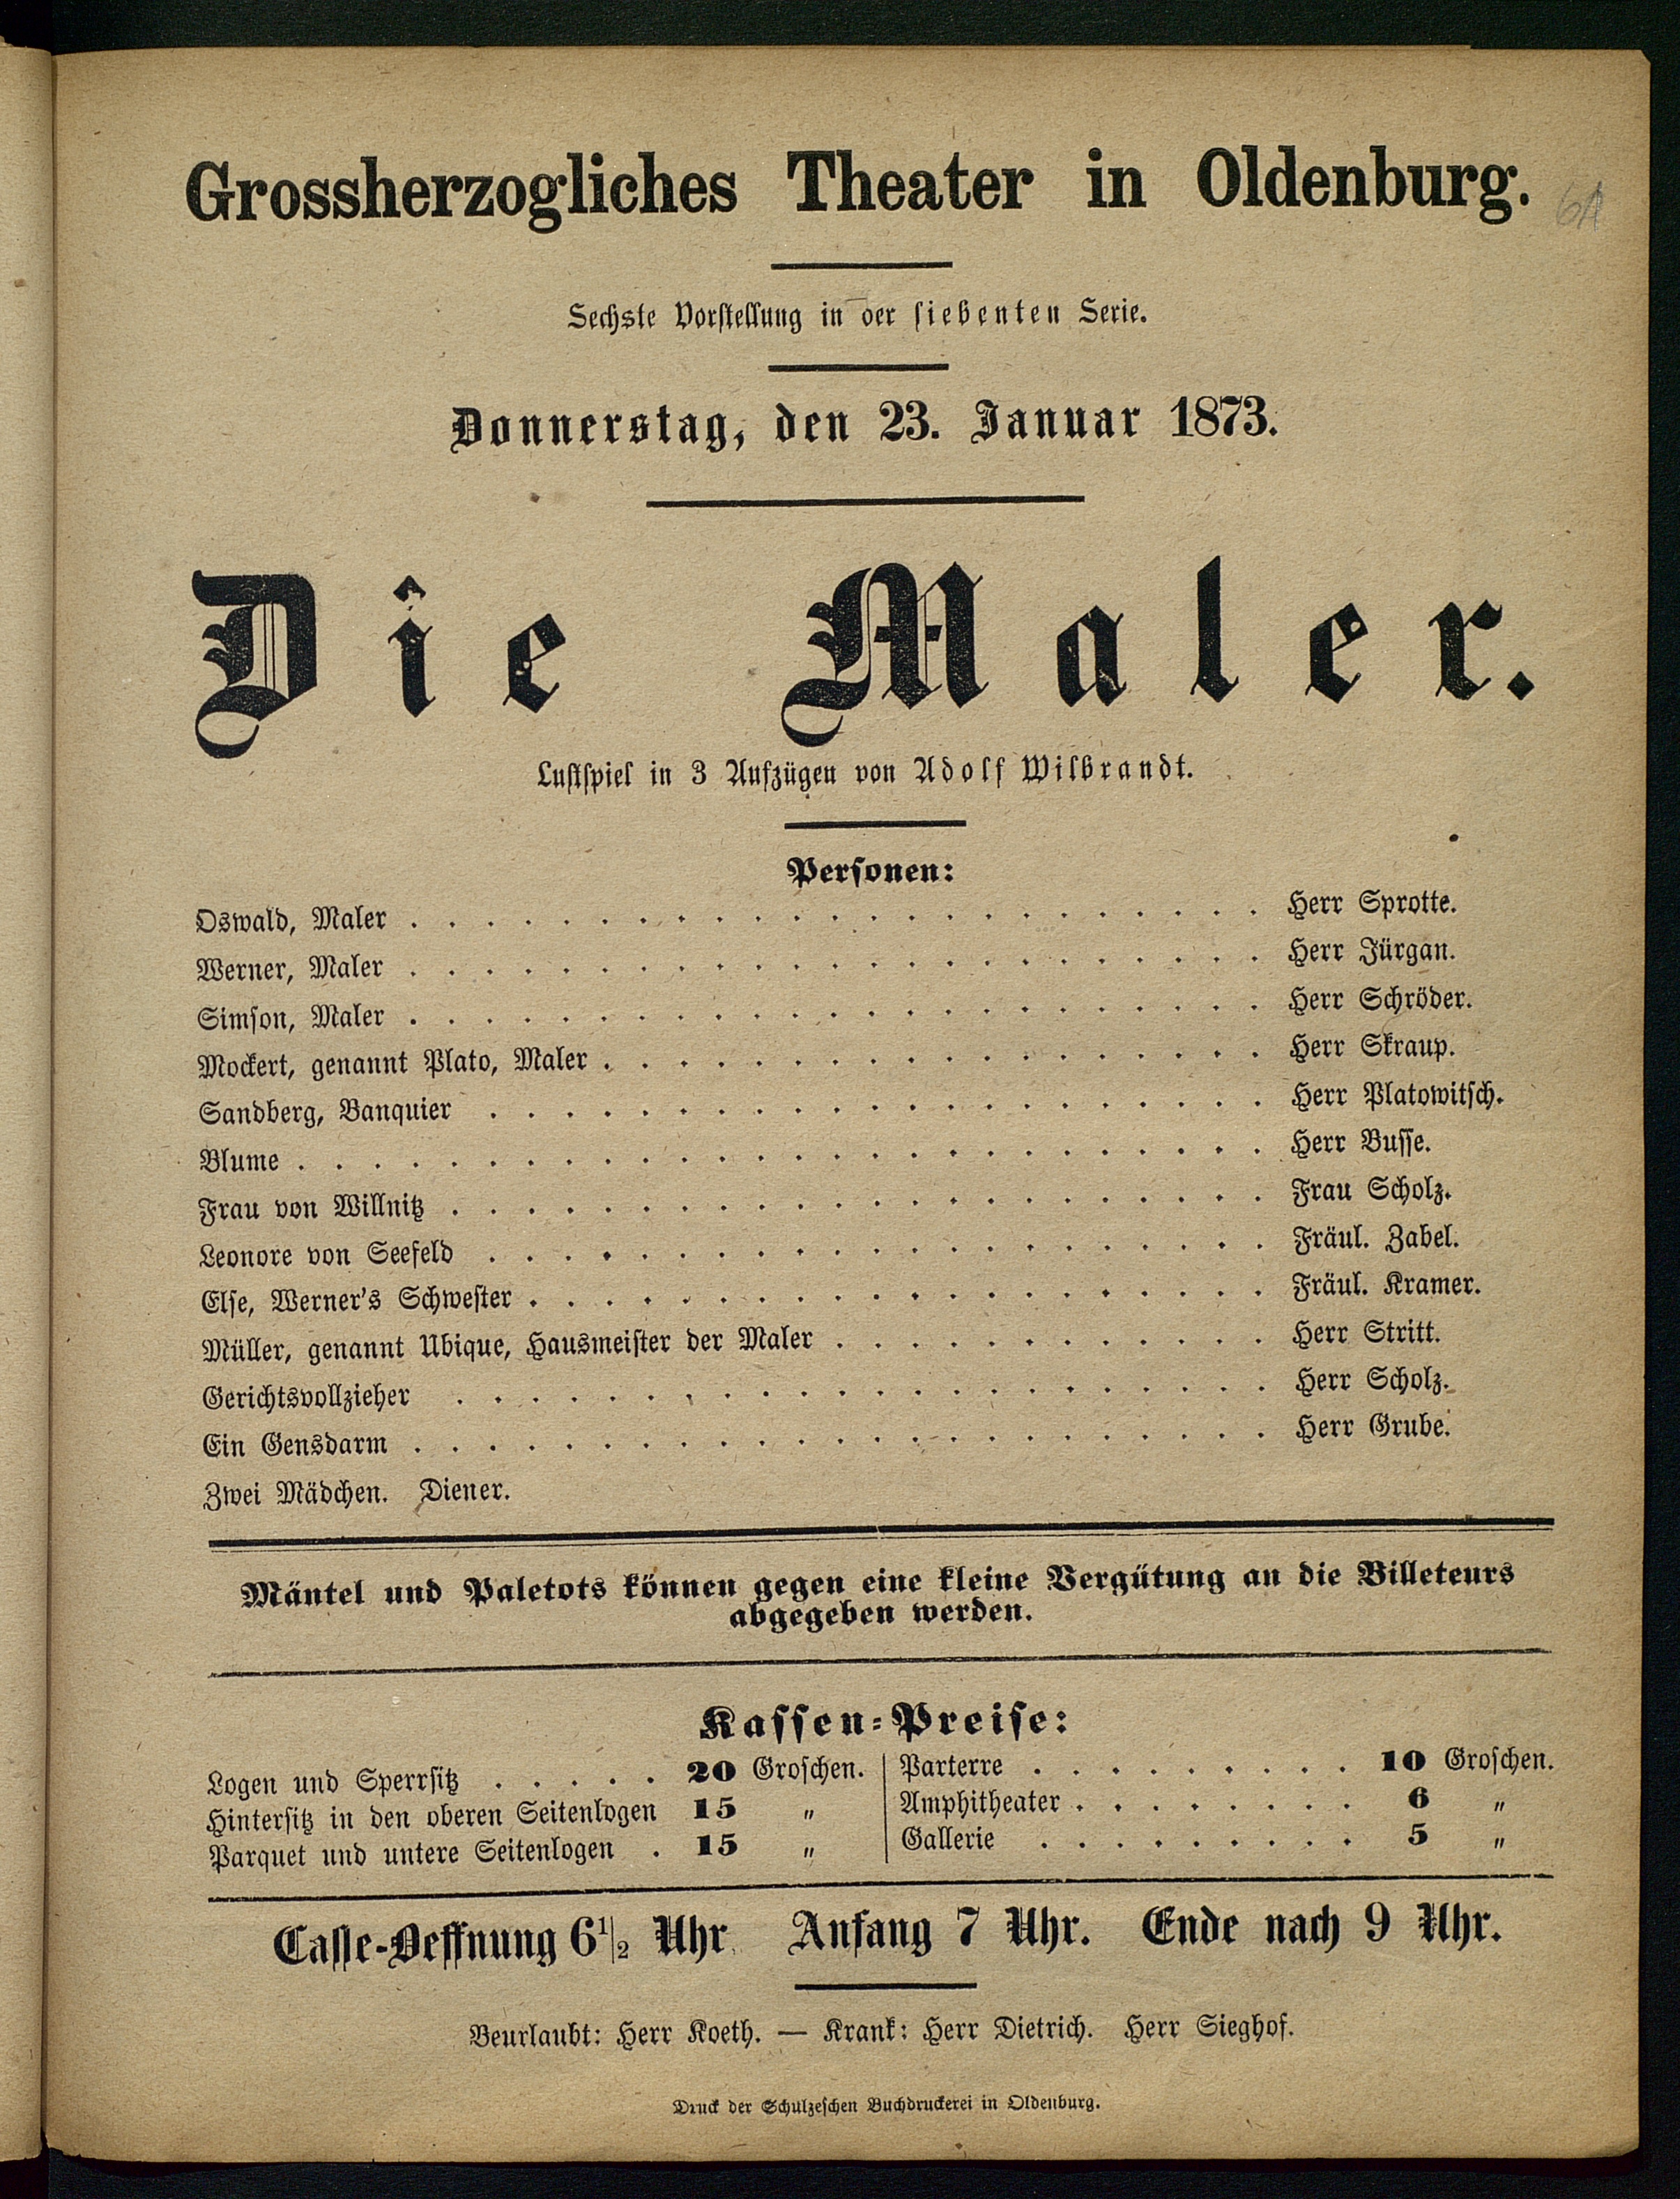 Grossherzogliches Theater in Oldenburg.
Sechste Vorstellung in der siebenten Serie.
Donnerstag, den 23. Januar 1873.
Die Maler.
Lustspiel in 3 Aufzügen von Adolf Wilbrandt.
Personen:
Oswald, Maler . . . . . . . . . . . . . . . . . . . . . . . Herr Sprotte.
Werner, Maler . . . . . . . . . . . . . . . . . . . . . . . Herr Jürgan.
Simson, Maler . . . . . . . . . . . . . . . . . . . . . . . Herr Schröder.
Mockert, genannt Plato, Maler . . . . . . . . . . . . . . . . . . Herr Skraup.
Sandberg, Banquier . . . . . . . . . . . . . . . . . . . . . Herr Platowitsch.
Blume . . . . . . . . . . . . . . . . . . . . . . . . . . Herr Busse.
Frau von Willnitz . . . . . . . . . . . . . . . . . . . . . . Frau Scholz.
Leonore von Seefeld . . . . . . . . . . . . . . . . . . . . . Fräul. Zabel.
Else, Werner's Schwester . . . . . . . . . . . . . . . . . . . . Fräul. Kramer.
Müller, genannt Ubique, Hausmeister der Maler . . . . . . . . . . . . Herr Stritt.
Gerichtsvollzieher . . . . . . . . . . . . . . . . . . . . . . Herr Scholz.
Ein Gensdarm . . . . . . . . . . . . . . . . . . . . . . . Herr Grube.
Zwei Mädchen. Diener.
Mäntel und Paletots können gegen eine kleine Vergütung an die Billeteurs
abgegeben werden.
Kassen-Preise:
Logen und Sperrsitz . . . . . 20 Groschen.
Hintersitz in den oberen Seitenlogen 15 "
Parquet und untere Seitenlogen . 15 "
Parterre . . . . . . . . . 10 Groschen.
Amphitheater . . . . . . . . 6 "
Gallerie . . . . . . . . . 5 "
Casse-Oeffnung 6 1/2 Uhr. Anfang 7 Uhr. Ende nach 9 Uhr.
Beurlaubt: Herr Koeth. — Krank: Herr Dietrich. Herr Sieghof.
Druck der Schulzeschen Buchdruckerei in Oldenburg.